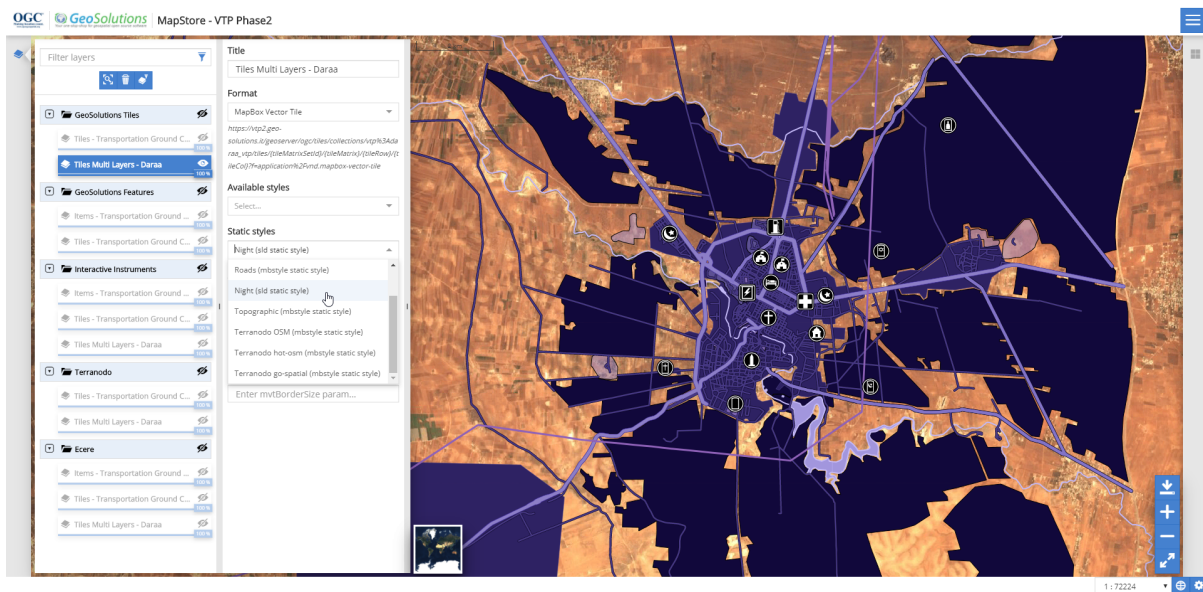 OGC GeoSolutions MapStore - VTP Phase2
Filter layers
GeoSolutions Tiles
Tiles - Transportation Ground C...
100 %
Tiles Multi Layers - Daraa
100 %
GeoSolutions Features
Items - Transportation Ground ...
100 %
Tiles - Transportation Ground C...
100 %
Interactive Instruments
Items - Transportation Ground ...
100 %
Tiles - Transportation Ground C...
100 %
Tiles Multi Layers - Daraa
100 %
Terranodo
Tiles - Transportation Ground C...
100 %
Tiles Multi Layers - Daraa
100 %
Ecere
Items - Transportation Ground ...
100 %
Tiles - Transportation Ground C...
100 %
Tiles Multi Layers - Daraa
100 %
Title
Tiles Multi Layers - Daraa
Format
MapBox Vector Tile
https://vtp2.geo-
solutions.it/geoserver/ogc/tiles/collections/vtp%3Ada
raa_vtp/tiles/{tileMatrixSetId}/{tileMatrix}/{tileRow}/{t
ileCol}?f=application%2Fvnd.mapbox-vector-tile
Available styles
Select...
Static styles
Night (sld static style)
Roads (mbstyle static style)
Night (sld static style)
Topographic (mbstyle static style)
Terranodo OSM (mbstyle static style)
Terranodo hot-osm (mbstyle static style)
Terranodo go-spatial (mbstyle static style)
Enter mvtBorderSize param...
1 : 72224